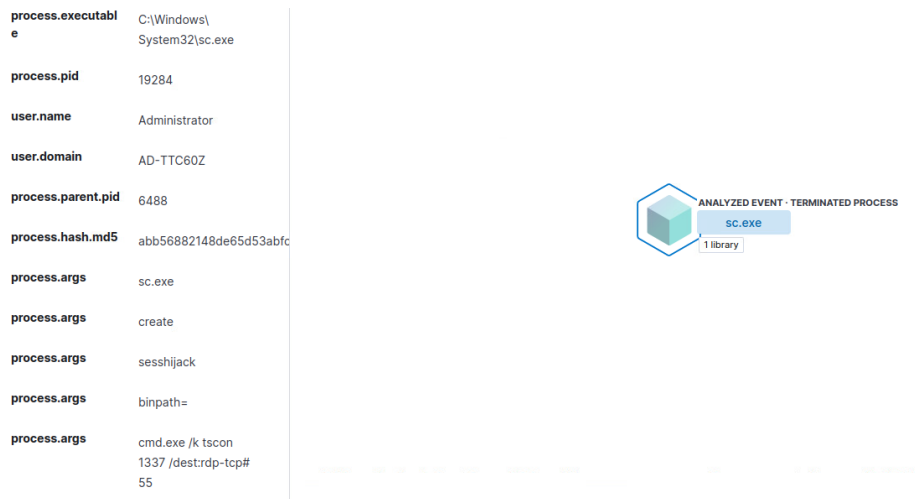 process.executabl
e
C:\Windows\
System32\sc.exe
process.pid
19284
user.name
Administrator
user.domain
AD-TTC60Z
process.parent.pid
6488
process.hash.md5
abb56882148de65d53abfc
process.args
sc.exe
process.args
create
process.args
sesshijack
process.args
binpath=
process.args
cmd.exe /k tscon
1337 /dest:rdp-tcp#
55
ANALYZED EVENT · TERMINATED PROCESS
sc.exe
1 library